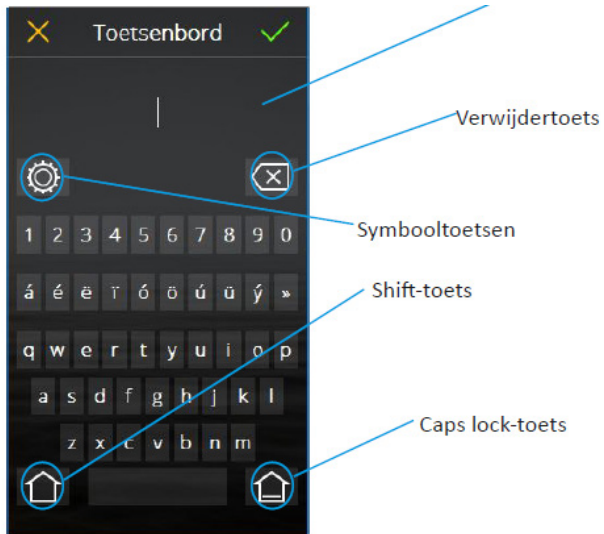 Toetsenbord
Verwijdertoets
Symbooltoetsen
1 2 3 4 5 6 7 8 9 0
Shift-toets
á é ë ï ó ö ú ü ý »
q w e r t y u i o p
a s d f g h j k l
Caps lock-toets
z x c v b n m